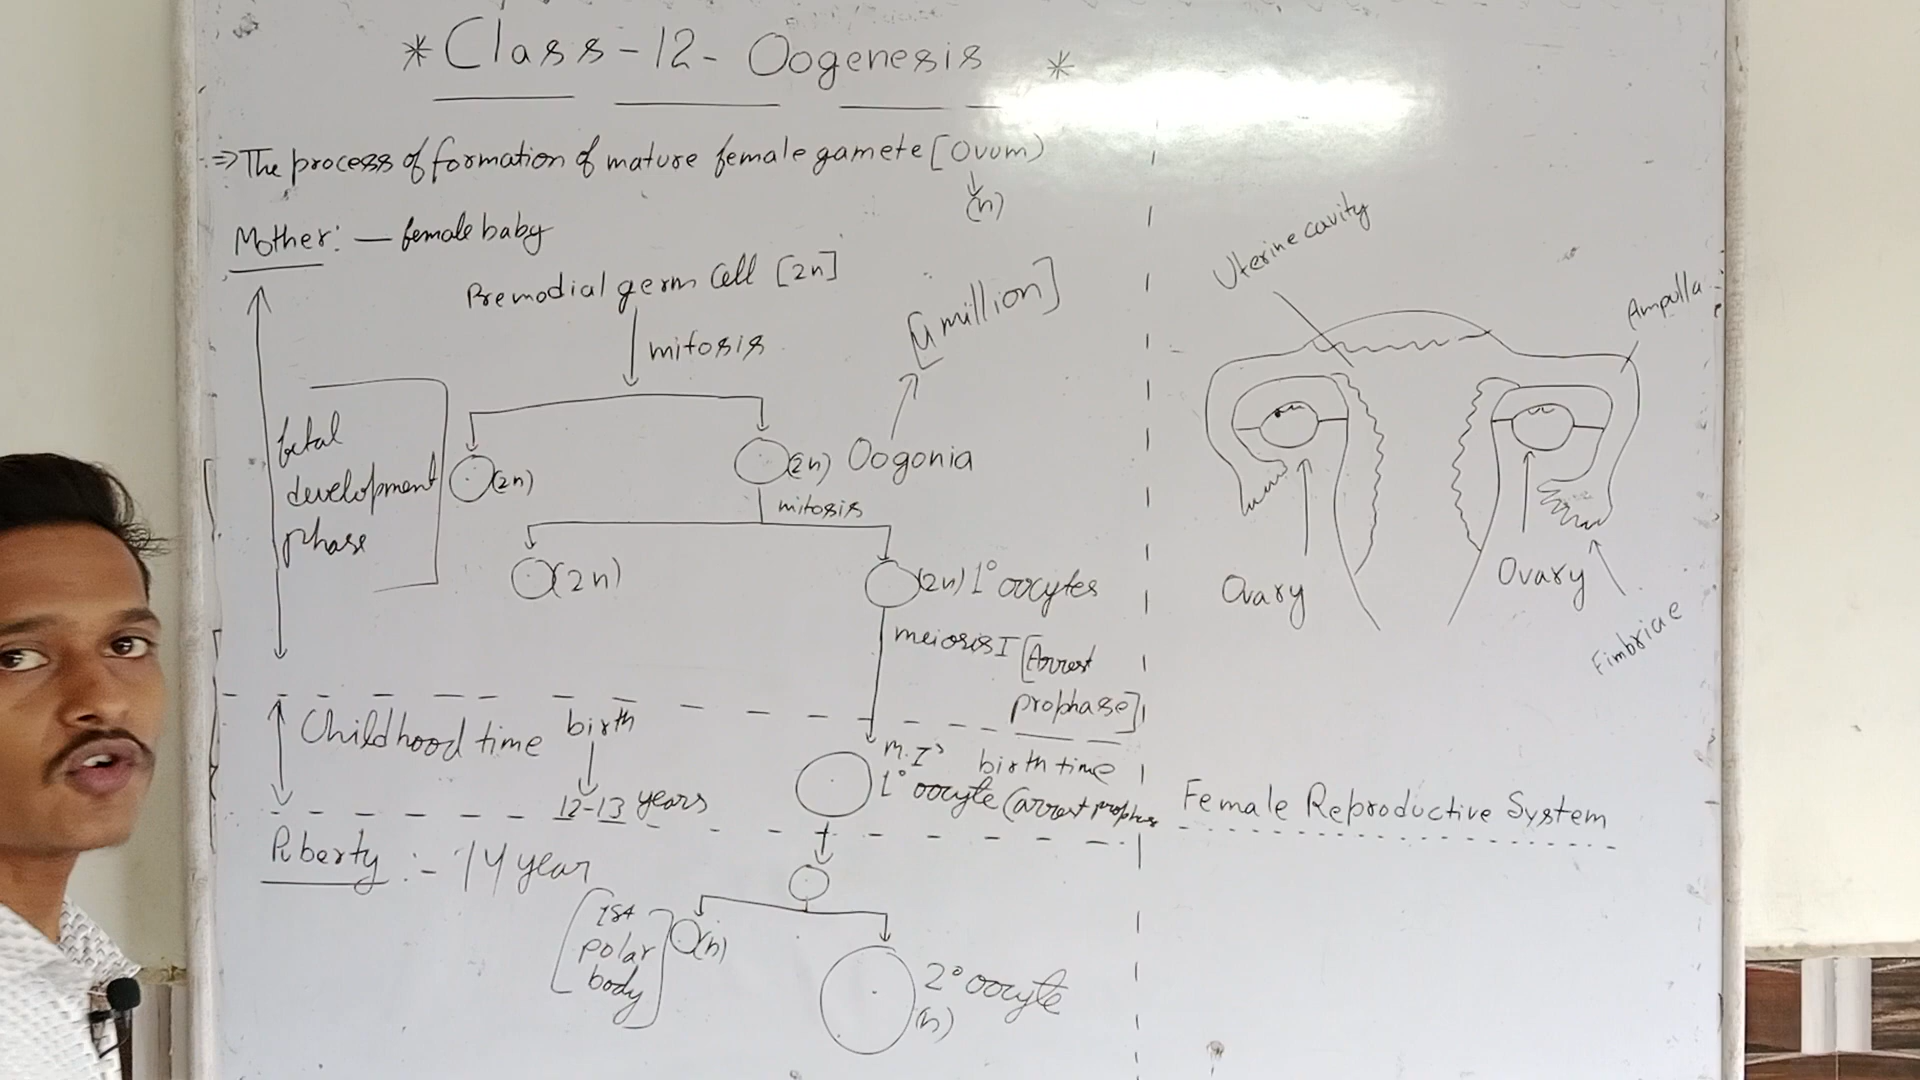 * Class-12- Oogenesis *
⇒ The process of formation of mature female gamete [Ovum)
(n)
Mother: — female baby
Premodial germ Cell [2n]
mitosis
[4 million]
(2n)
(2n) Oogonia
mitosis
(2n)
(2n) 1° oocytes
meiosis I [Arrest
prophase]
fetal
development
phase
Childhood time
birth
12-13 years
M.I
birth time
1° oocyte (arrest prophase
Puberty :- 14 year
1st
polar
body
(n)
2° oocyte
(n)
Uterine cavity
Ampulla
Ovary
Ovary
Fimbriae
Female Reproductive System